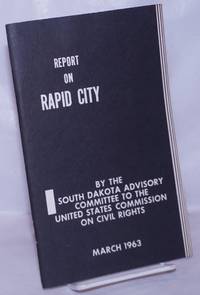 REPORT
ON
RAPID CITY
BY THE
SOUTH DAKOTA ADVISORY
COMMITTEE TO THE
UNITED STATES COMMISSION
ON CIVIL RIGHTS
MARCH 1963